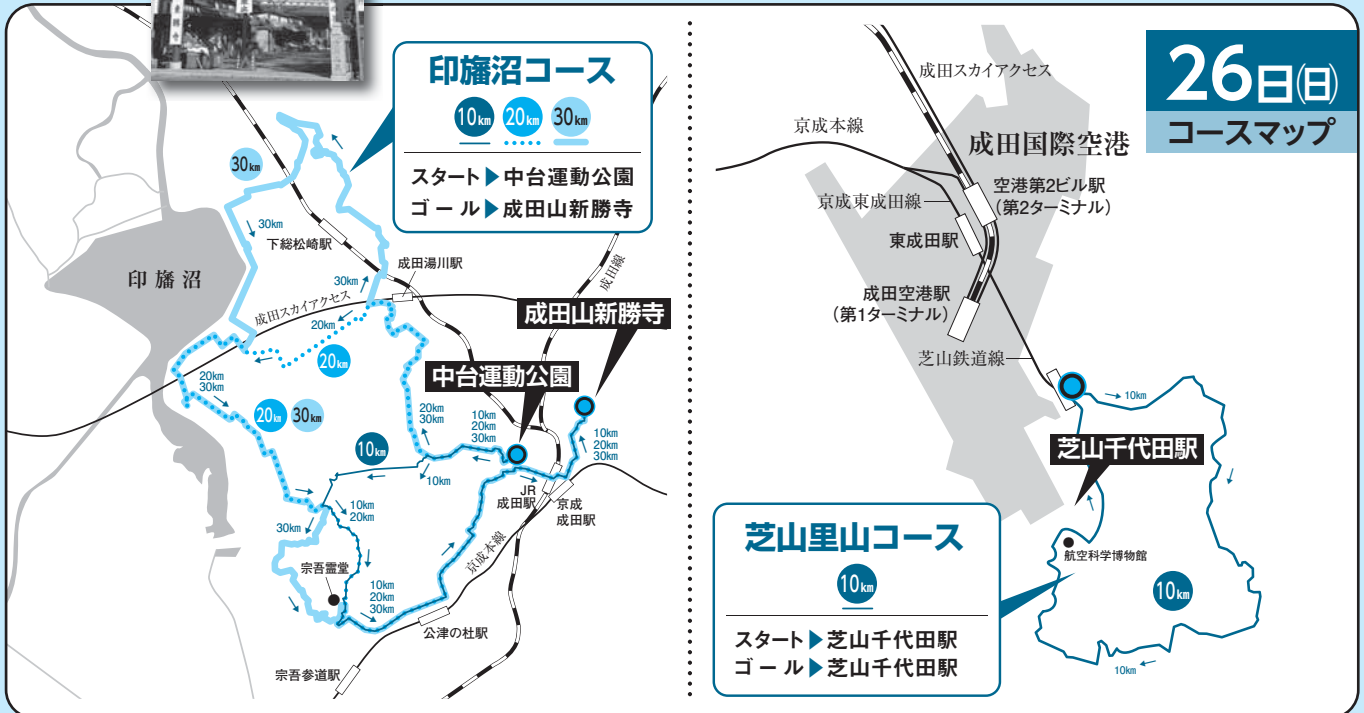 26日(日)
コースマップ
印旛沼コース
10km 20km 30km
スタート▶中台運動公園
ゴール▶成田山新勝寺
30km
30km
下総松崎駅
印旛沼
成田湯川駅
30km
成田スカイアクセス
成田線
20km
20km
成田山新勝寺
中台運動公園
20km
30km
20km 30km
20km
30km
10km
20km
30km
10km
20km
30km
10km
10km
JR
成田駅
京成
成田駅
10km
20km
30km
宗吾霊堂
京成本線
10km
20km
30km
公津の杜駅
宗吾参道駅
成田スカイアクセス
京成本線
成田国際空港
空港第2ビル駅
(第2ターミナル)
京成東成田線
東成田駅
成田空港駅
(第1ターミナル)
芝山鉄道線
10km
芝山千代田駅
航空科学博物館
10km
10km
芝山里山コース
10km
スタート▶芝山千代田駅
ゴール▶芝山千代田駅